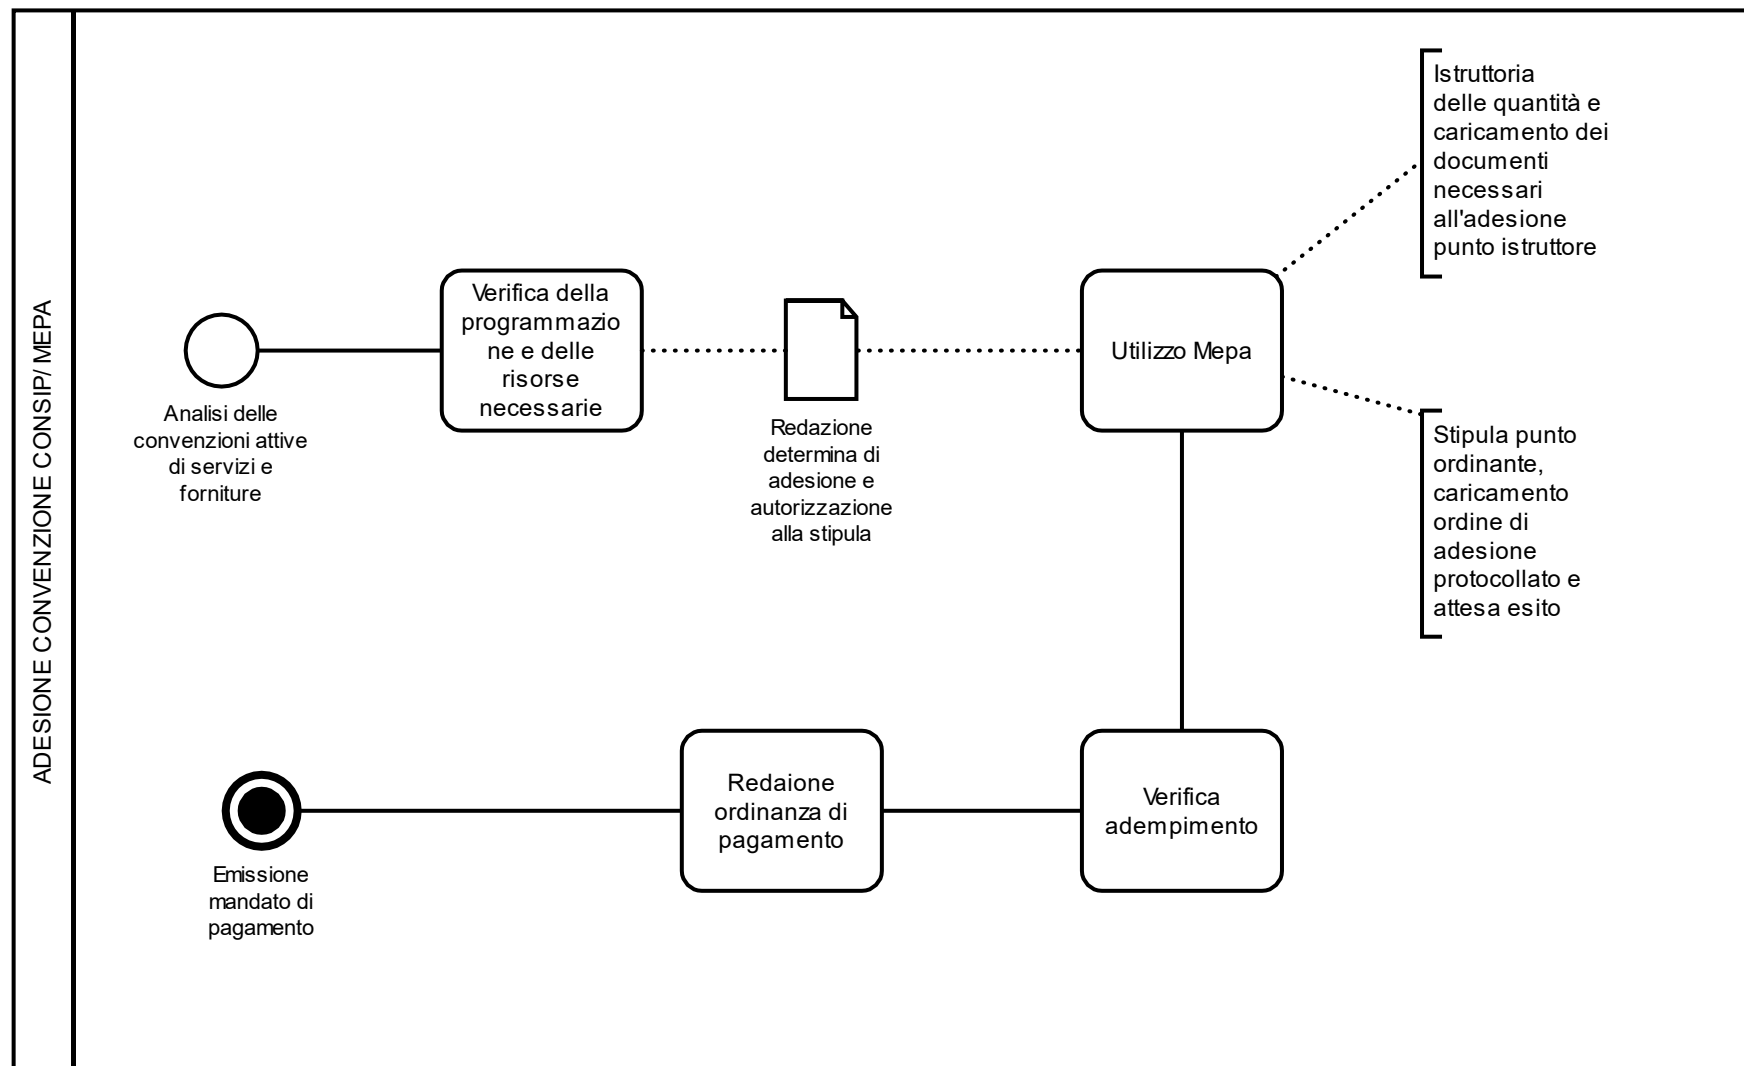 ADESIONE CONVENZIONE CONSIP/ MEPA
Analisi delle
convenzioni attive
di servizi e
forniture
Verifica della
programmazio
ne e delle
risorse
necessarie
Redazione
determina di
adesione e
autorizzazione
alla stipula
Utilizzo Mepa
Istruttoria
delle quantità e
caricamento dei
documenti
necessari
all'adesione
punto istruttore
Stipula punto
ordinante,
caricamento
ordine di
adesione
protocollato e
attesa esito
Verifica
adempimento
Redaione
ordinanza di
pagamento
Emissione
mandato di
pagamento